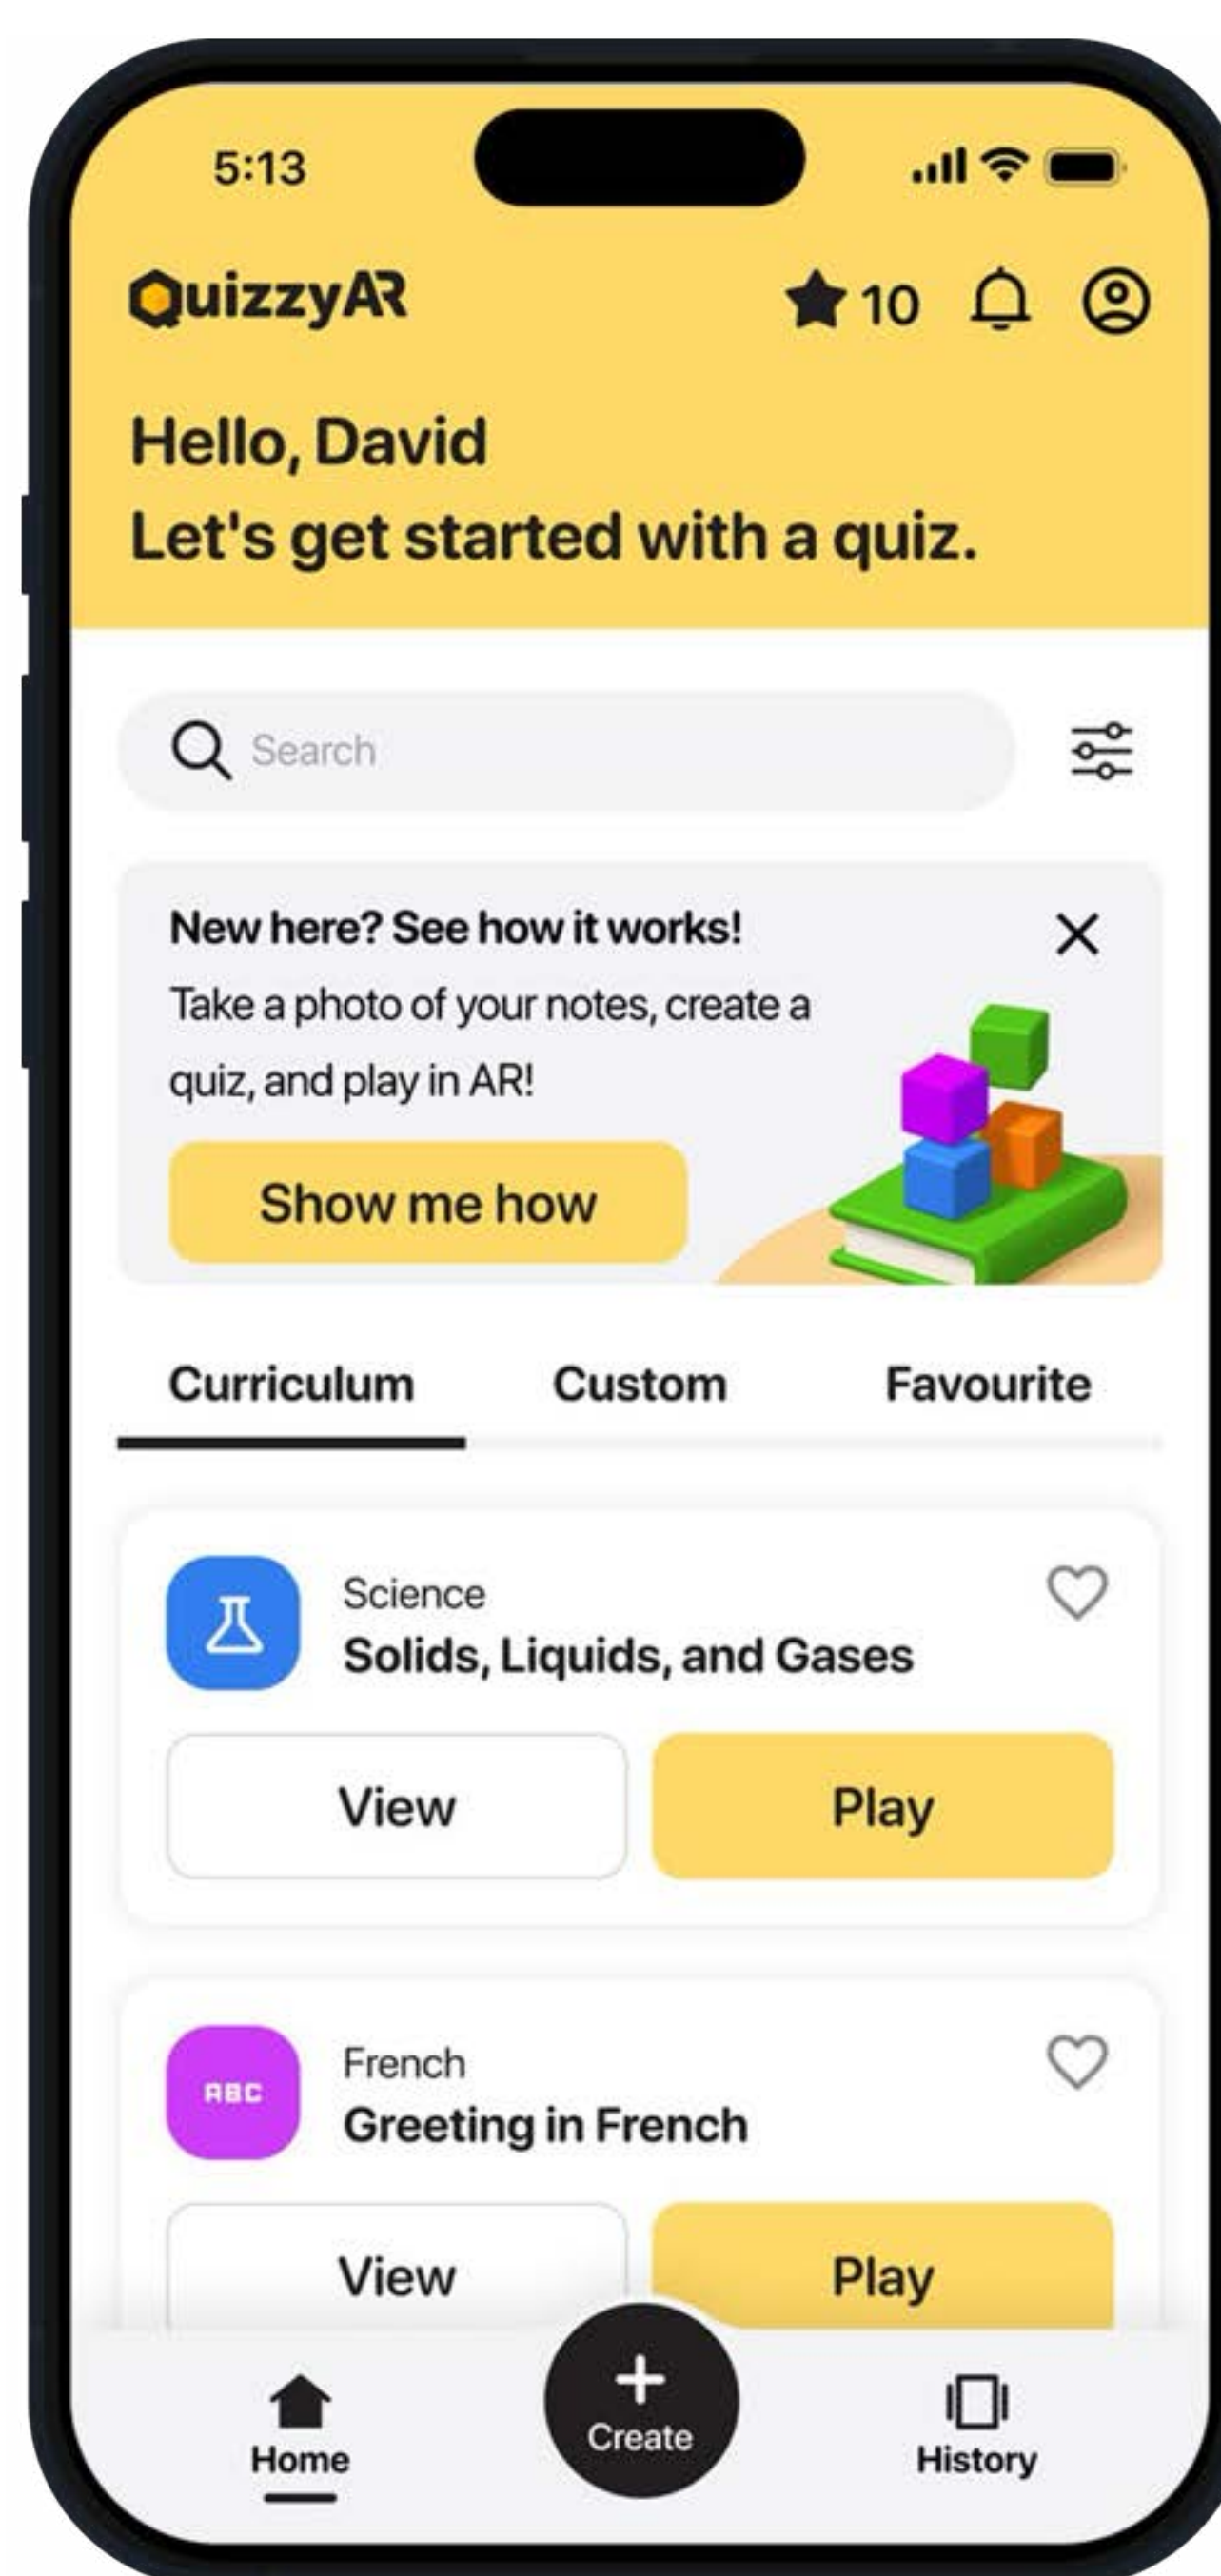 5:13
QuizzyAR
10
Hello, David
Let's get started with a quiz.
Search
New here? See how it works!
Take a photo of your notes, create a
quiz, and play in AR!
Show me how
Curriculum Custom Favourite
Science
Solids, Liquids, and Gases
View Play
ABC
French
Greeting in French
View Play
Create
Home History